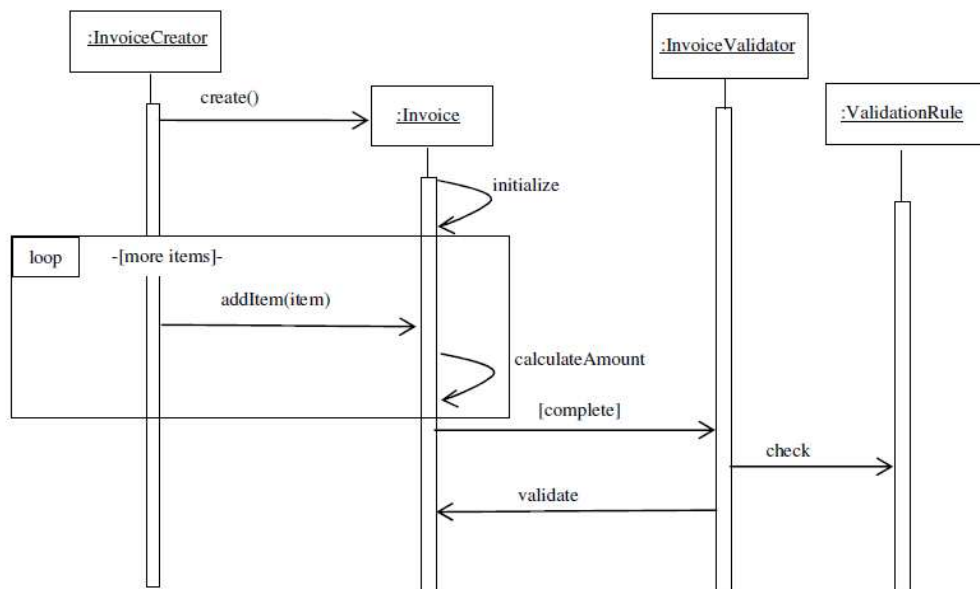 :InvoiceCreator
:InvoiceValidator
create()
:Invoice
:ValidationRule
initialize
loop
-[more items]-
addItem(item)
calculateAmount
[complete]
check
validate